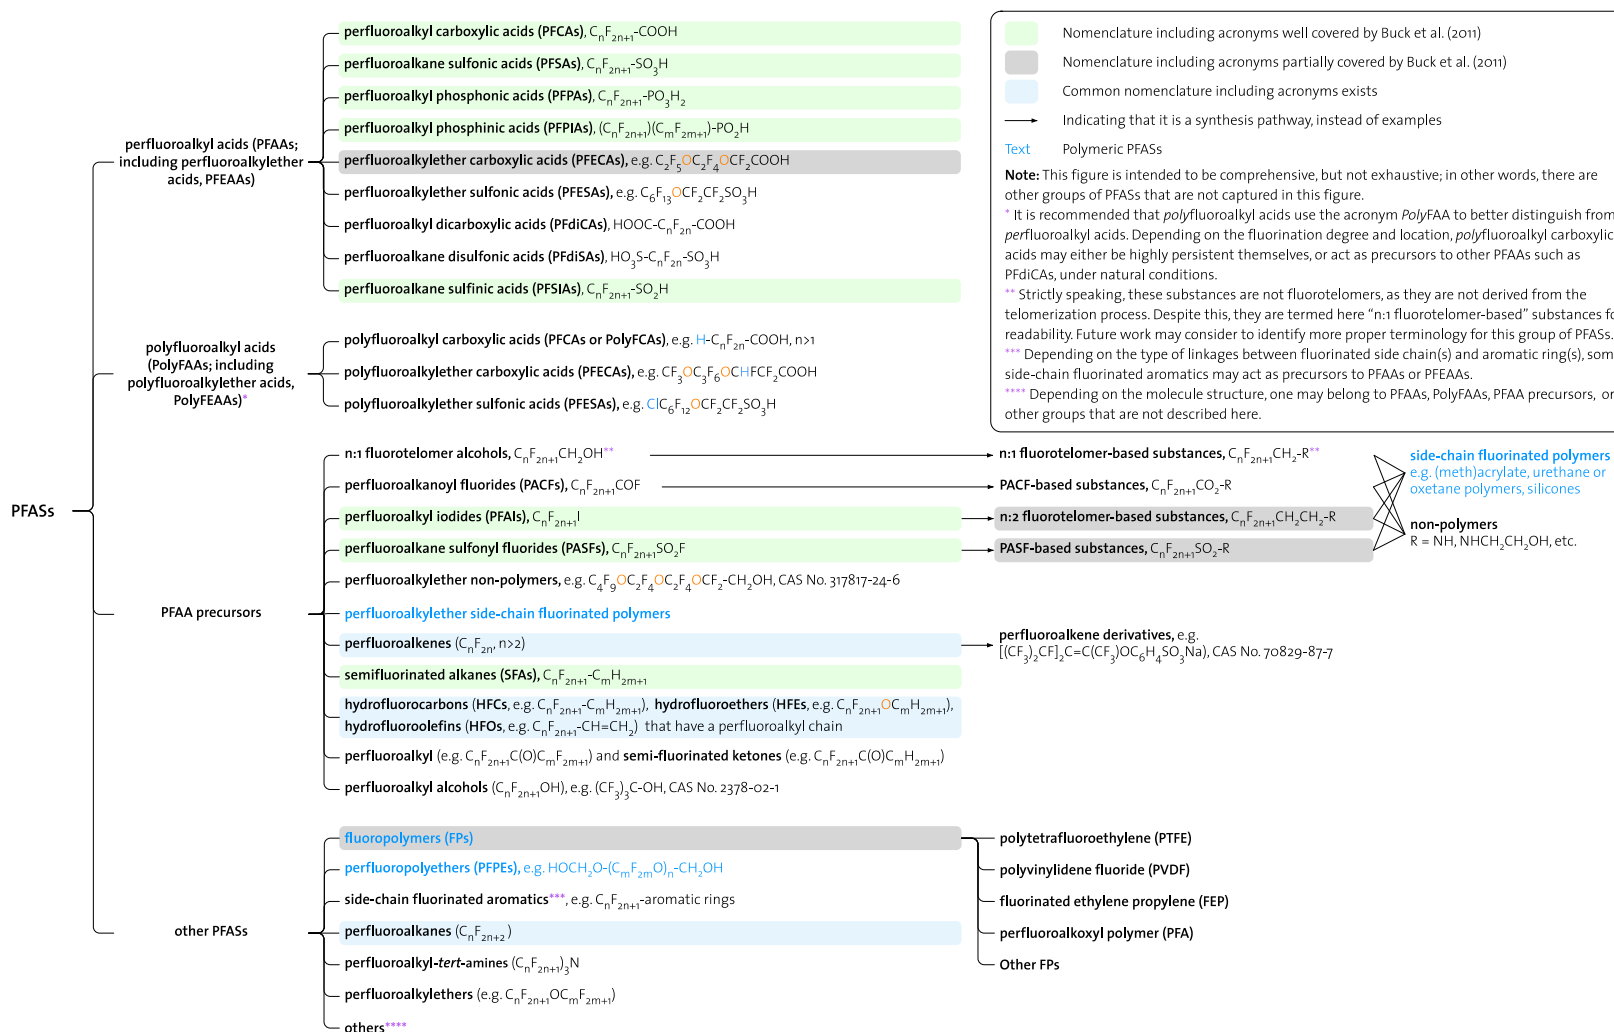 PFASs
perfluoroalkyl acids (PFAAs;
including perfluoroalkylether
acids, PFEAAs)
perfluoroalkyl carboxylic acids (PFCAs), CₙF₂ₙ₊₁-COOH
perfluoroalkane sulfonic acids (PFSAs), CₙF₂ₙ₊₁-SO₃H
perfluoroalkyl phosphonic acids (PFPAs), CₙF₂ₙ₊₁-PO₃H₂
perfluoroalkyl phosphinic acids (PFPIAs), (CₙF₂ₙ₊₁)(CₘF₂ₘ₊₁)-PO₂H
perfluoroalkylether carboxylic acids (PFECAs), e.g. C₂F₅OC₂F₄OCF₂COOH
perfluoroalkylether sulfonic acids (PFESAs), e.g. C₆F₁₃OCF₂CF₂SO₃H
perfluoroalkyl dicarboxylic acids (PFdiCAs), HOOC-CₙF₂ₙ-COOH
perfluoroalkane disulfonic acids (PFdiSAs), HO₃S-CₙF₂ₙ-SO₃H
perfluoroalkane sulfinic acids (PFSIAs), CₙF₂ₙ₊₁-SO₂H
polyfluoroalkyl acids
(PolyFAAs; including
polyfluoroalkylether acids,
PolyFEAAs)*
polyfluoroalkyl carboxylic acids (PFCAs or PolyFCAs), e.g. H-CₙF₂ₙ-COOH, n>1
polyfluoroalkylether carboxylic acids (PFECAs), e.g. CF₃OC₃F₆OCHFCF₂COOH
polyfluoroalkylether sulfonic acids (PFESAs), e.g. ClC₆F₁₂OCF₂CF₂SO₃H
PFAA precursors
n:1 fluorotelomer alcohols, CₙF₂ₙ₊₁CH₂OH**
perfluoroalkanoyl fluorides (PACFs), CₙF₂ₙ₊₁COF
perfluoroalkyl iodides (PFAIs), CₙF₂ₙ₊₁I
perfluoroalkane sulfonyl fluorides (PASFs), CₙF₂ₙ₊₁SO₂F
perfluoroalkylether non-polymers, e.g. C₄F₉OC₂F₄OC₂F₄OCF₂-CH₂OH, CAS No. 317817-24-6
perfluoroalkylether side-chain fluorinated polymers
perfluoroalkenes (CₙF₂ₙ, n>2)
semifluorinated alkanes (SFAs), CₙF₂ₙ₊₁-CₘH₂ₘ₊₁
hydrofluorocarbons (HFCs, e.g. CₙF₂ₙ₊₁-CₘH₂ₘ₊₁), hydrofluoroethers (HFEs, e.g. CₙF₂ₙ₊₁OCₘH₂ₘ₊₁),
hydrofluoroolefins (HFOs, e.g. CₙF₂ₙ₊₁-CH=CH₂) that have a perfluoroalkyl chain
perfluoroalkyl (e.g. CₙF₂ₙ₊₁C(O)CₘF₂ₘ₊₁) and semi-fluorinated ketones (e.g. CₙF₂ₙ₊₁C(O)CₘH₂ₘ₊₁)
perfluoroalkyl alcohols (CₙF₂ₙ₊₁OH), e.g. (CF₃)₃C-OH, CAS No. 2378-02-1
n:1 fluorotelomer-based substances, CₙF₂ₙ₊₁CH₂-R**
PACF-based substances, CₙF₂ₙ₊₁CO₂-R
n:2 fluorotelomer-based substances, CₙF₂ₙ₊₁CH₂CH₂-R
PASF-based substances, CₙF₂ₙ₊₁SO₂-R
perfluoroalkene derivatives, e.g.
[(CF₃)₂CF]₂C=C(CF₃)OC₆H₄SO₃Na), CAS No. 70829-87-7
side-chain fluorinated polymers
e.g. (meth)acrylate, urethane or
oxetane polymers, silicones
non-polymers
R = NH, NHCH₂CH₂OH, etc.
other PFASs
fluoropolymers (FPs)
perfluoropolyethers (PFPEs), e.g. HOCH₂O-(CₘF₂ₘO)ₙ-CH₂OH
side-chain fluorinated aromatics***, e.g. CₙF₂ₙ₊₁-aromatic rings
perfluoroalkanes (CₙF₂ₙ₊₂)
perfluoroalkyl-tert-amines (CₙF₂ₙ₊₁)₃N
perfluoroalkylethers (e.g. CₙF₂ₙ₊₁OCₘF₂ₘ₊₁)
others****
polytetrafluoroethylene (PTFE)
polyvinylidene fluoride (PVDF)
fluorinated ethylene propylene (FEP)
perfluoroalkoxyl polymer (PFA)
Other FPs
Nomenclature including acronyms well covered by Buck et al. (2011)
Nomenclature including acronyms partially covered by Buck et al. (2011)
Common nomenclature including acronyms exists
Indicating that it is a synthesis pathway, instead of examples
Text Polymeric PFASs
Note: This figure is intended to be comprehensive, but not exhaustive; in other words, there are
other groups of PFASs that are not captured in this figure.
* It is recommended that polyfluoroalkyl acids use the acronym PolyFAA to better distinguish from
perfluoroalkyl acids. Depending on the fluorination degree and location, polyfluoroalkyl carboxylic
acids may either be highly persistent themselves, or act as precursors to other PFAAs such as
PFdiCAs, under natural conditions.
** Strictly speaking, these substances are not fluorotelomers, as they are not derived from the
telomerization process. Despite this, they are termed here “n:1 fluorotelomer-based” substances fo
readability. Future work may consider to identify more proper terminology for this group of PFASs.
*** Depending on the type of linkages between fluorinated side chain(s) and aromatic ring(s), som
side-chain fluorinated aromatics may act as precursors to PFAAs or PFEAAs.
**** Depending on the molecule structure, one may belong to PFAAs, PolyFAAs, PFAA precursors, or
other groups that are not described here.